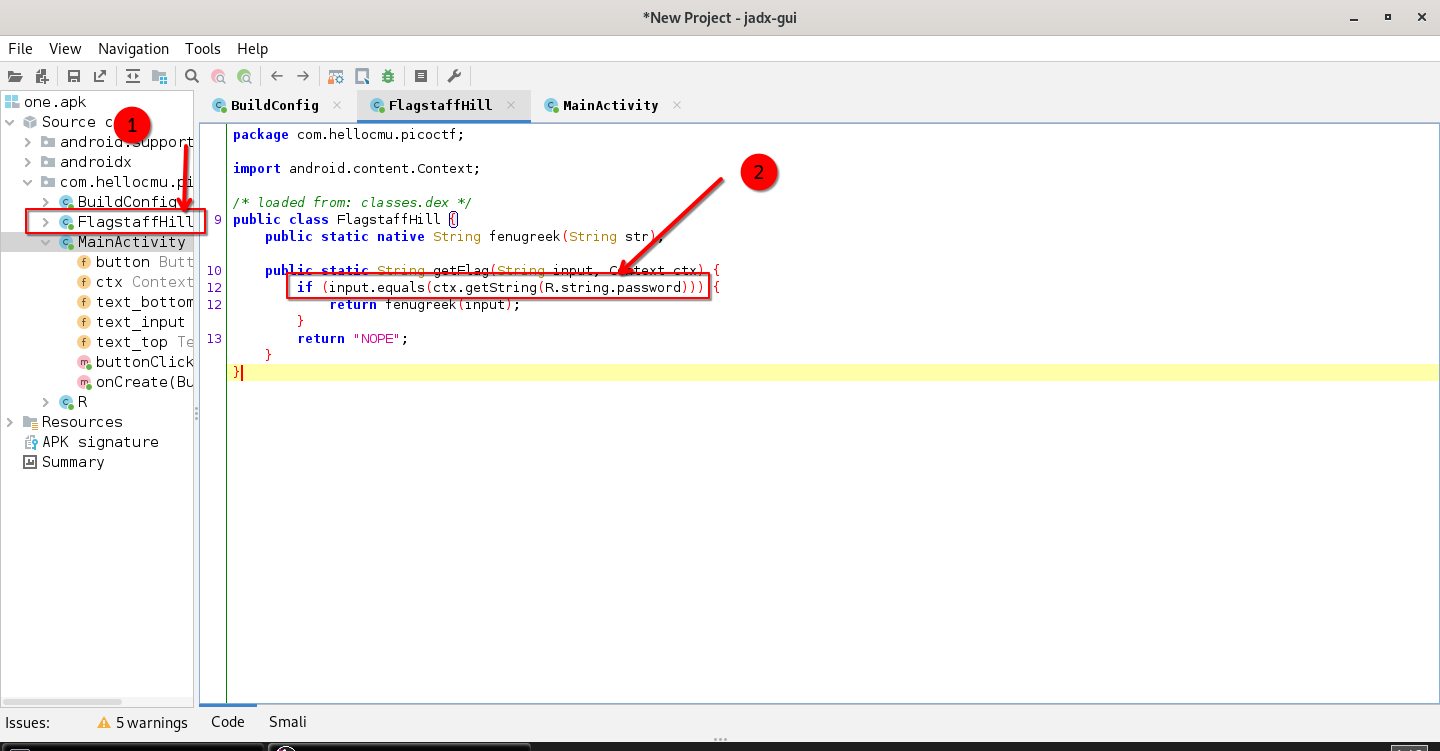 *New Project - jadx-gui
File View Navigation Tools Help
one.apk
Source c
1
android.support
androidx
com.hellocmu.pi
BuildConfig
FlagstaffHill
MainActivity
button Butt
ctx Context
text_bottom
text_input
text_top Te
buttonClick
onCreate(Bu
R
Resources
APK signature
Summary
BuildConfig FlagstaffHill MainActivity
package com.hellocmu.picoctf;
import android.content.Context;
2
/* loaded from: classes.dex */
9 public class FlagstaffHill {
public static native String fenugreek(String str);
10 public static String getFlag(String input, Context ctx) {
12 if (input.equals(ctx.getString(R.string.password))) {
12 return fenugreek(input);
}
13 return "NOPE";
}
}
Issues: 5 warnings Code Smali